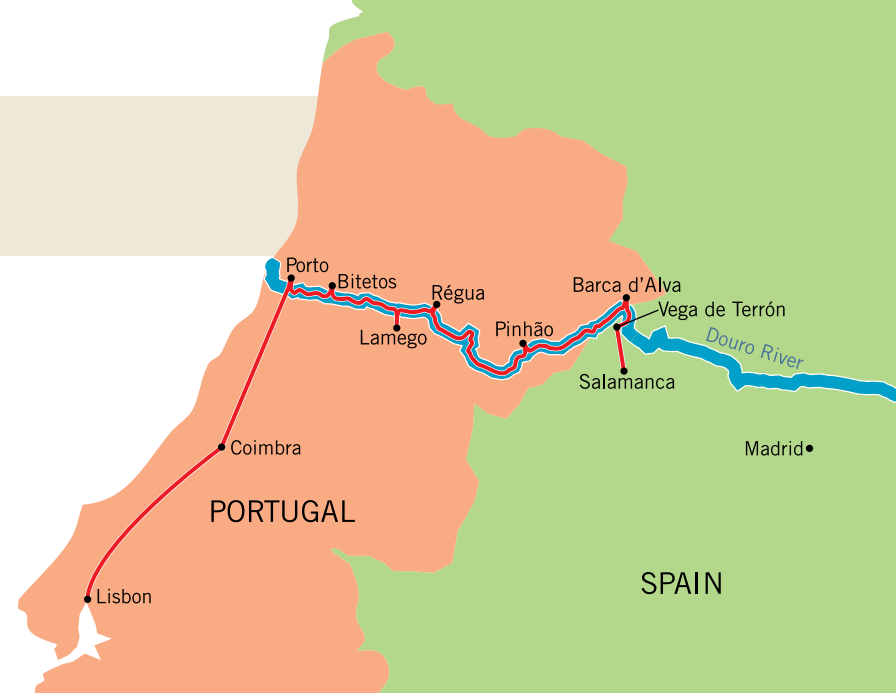 Porto
Bitetos
Régua
Lamego
Pinhão
Barca d'Alva
Vega de Terrón
Douro River
Salamanca
Coimbra
Madrid
PORTUGAL
SPAIN
Lisbon